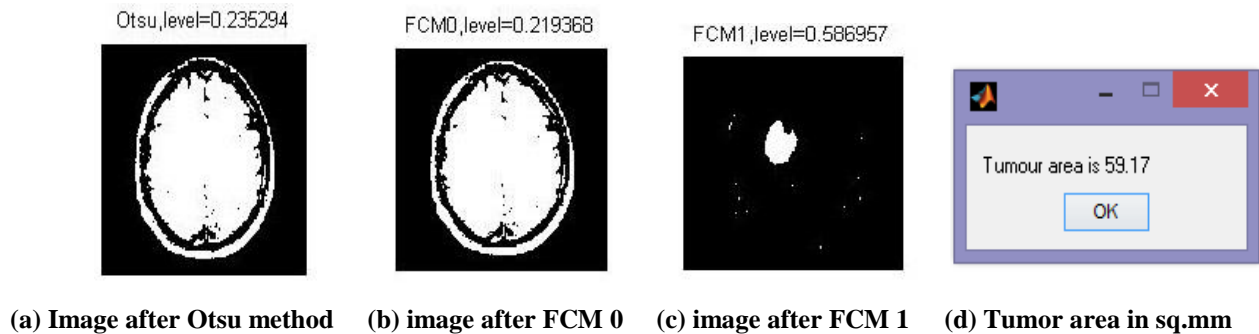 Otsu,level=0.235294
FCM0,level=0.219368
FCM1,level=0.586957
Tumour area is 59.17
OK
(a) Image after Otsu method (b) image after FCM 0 (c) image after FCM 1 (d) Tumor area in sq.mm